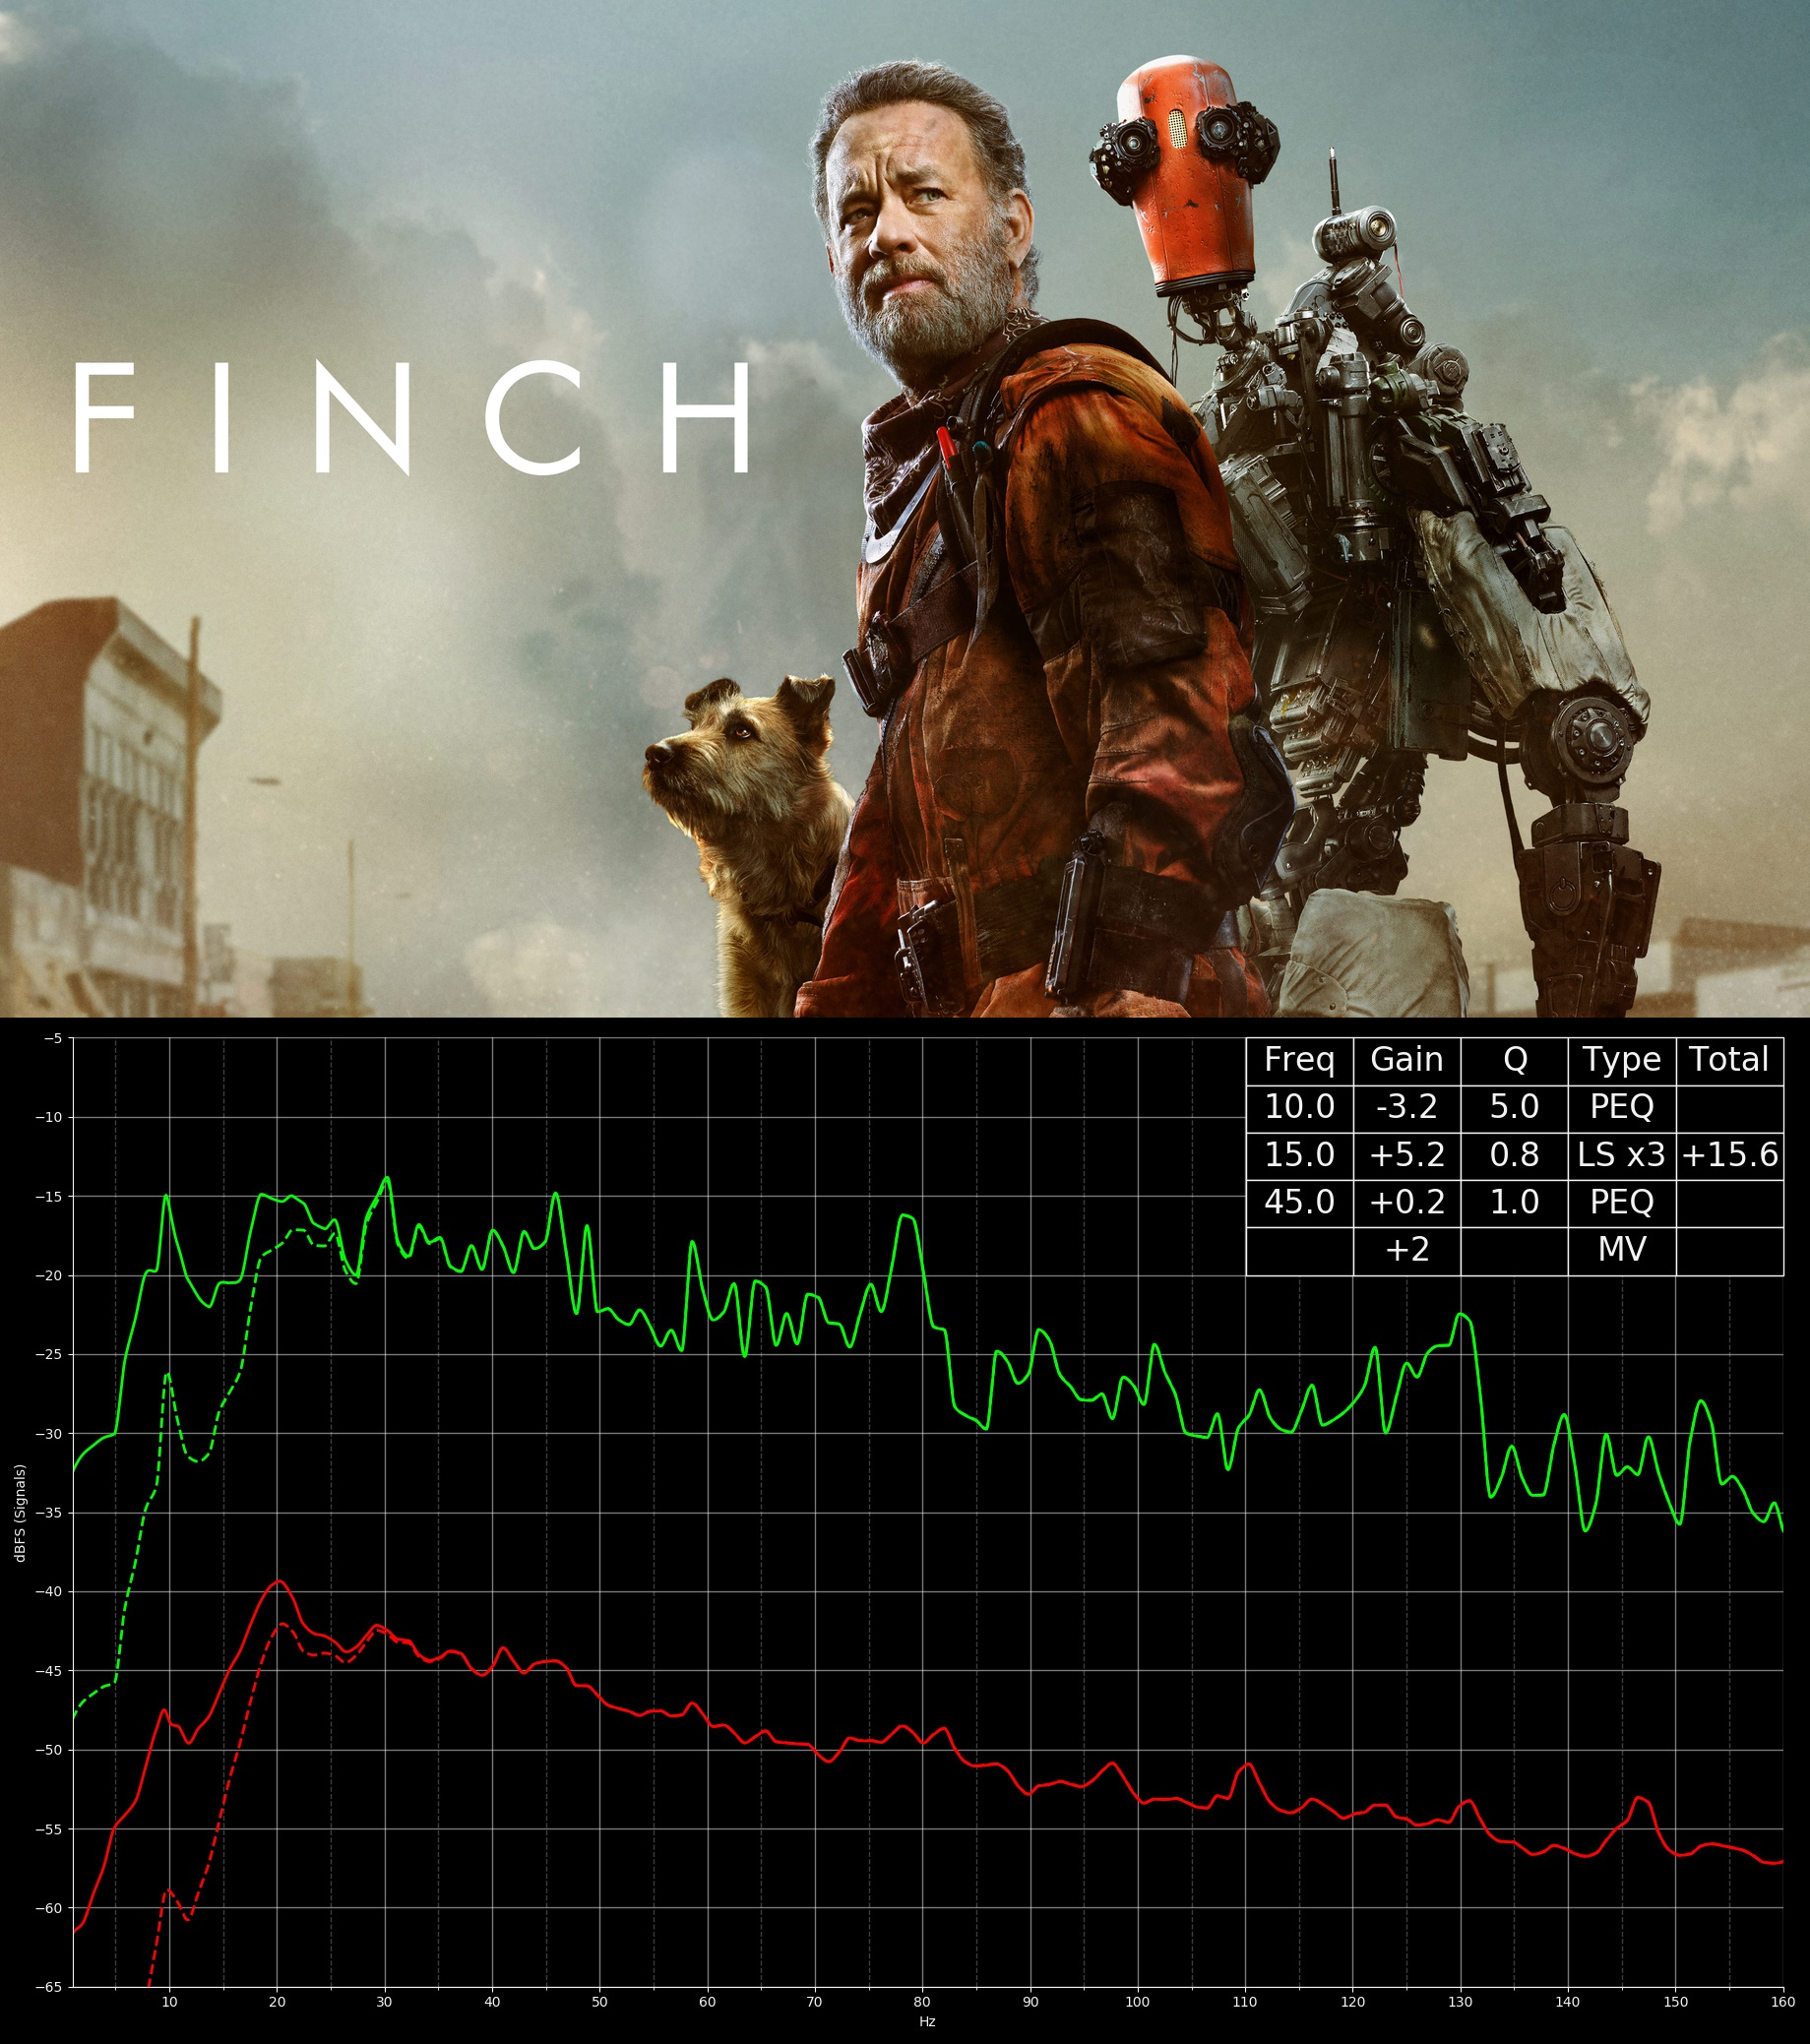 F I N C H
Freq Gain Q Type Total
10.0 -3.2 5.0 PEQ
15.0 +5.2 0.8 LS x3 +15.6
45.0 +0.2 1.0 PEQ
+2 MV
dBFS (Signals)
−5
−10
−15
−20
−25
−30
−35
−40
−45
−50
−55
−60
−65
10 20 30 40 50 60 70 80 90 100 110 120 130 140 150 160
Hz